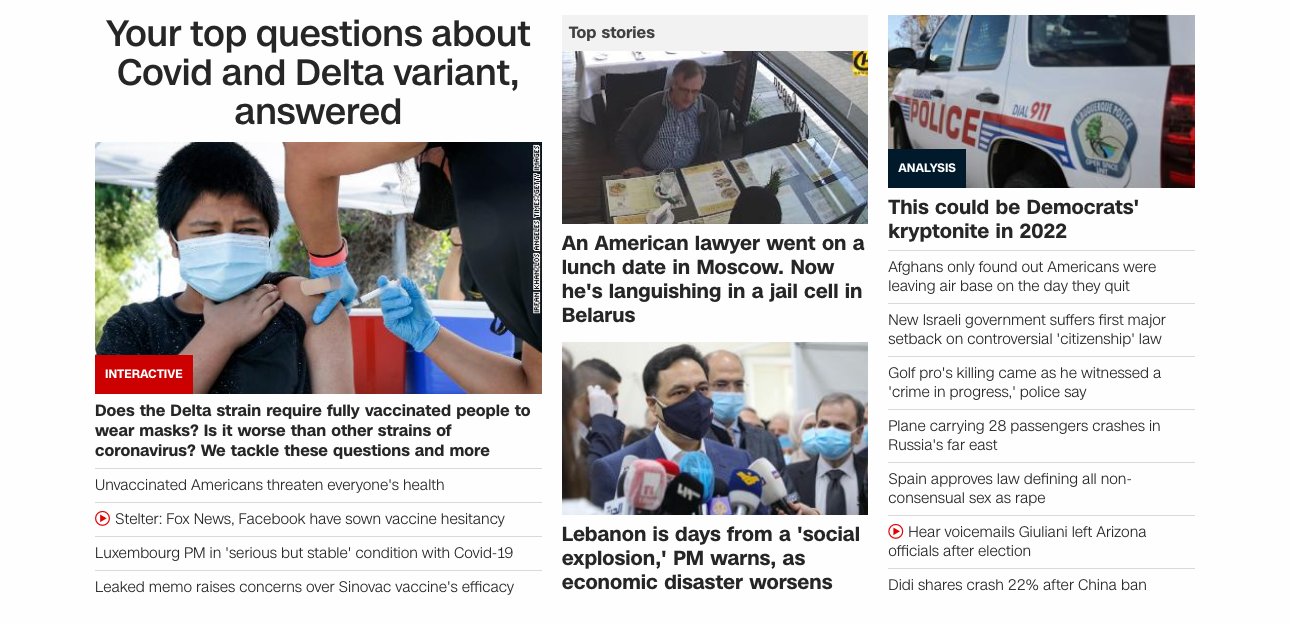 Your top questions about
Covid and Delta variant,
answered
IRFAN KHAN/LOS ANGELES TIMES/GETTY IMAGES
INTERACTIVE
Does the Delta strain require fully vaccinated people to
wear masks? Is it worse than other strains of
coronavirus? We tackle these questions and more
Unvaccinated Americans threaten everyone's health
Stelter: Fox News, Facebook have sown vaccine hesitancy
Luxembourg PM in 'serious but stable' condition with Covid-19
Leaked memo raises concerns over Sinovac vaccine's efficacy
Top stories
An American lawyer went on a
lunch date in Moscow. Now
he's languishing in a jail cell in
Belarus
Lebanon is days from a 'social
explosion,' PM warns, as
economic disaster worsens
POLICE
DIAL 911
ALBUQUERQUE POLICE
ANALYSIS
This could be Democrats'
kryptonite in 2022
Afghans only found out Americans were
leaving air base on the day they quit
New Israeli government suffers first major
setback on controversial 'citizenship' law
Golf pro's killing came as he witnessed a
'crime in progress,' police say
Plane carrying 28 passengers crashes in
Russia's far east
Spain approves law defining all non-
consensual sex as rape
Hear voicemails Giuliani left Arizona
officials after election
Didi shares crash 22% after China ban